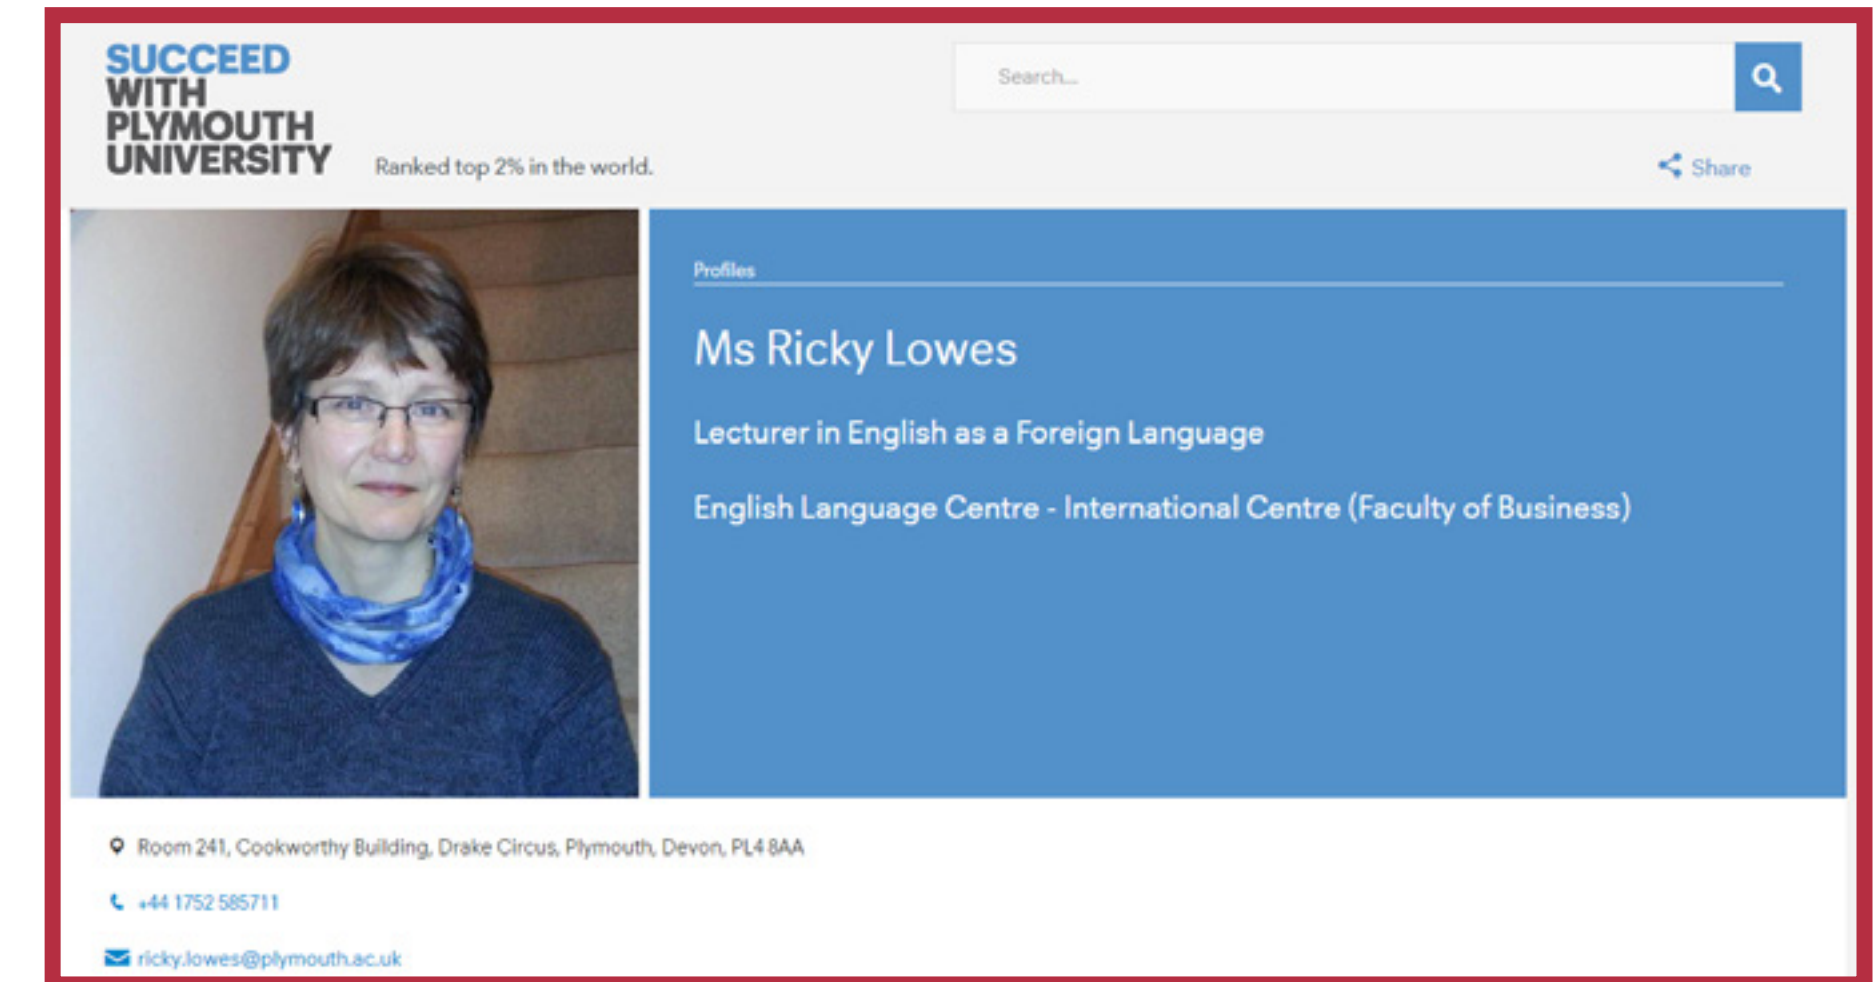 SUCCEED
WITH
PLYMOUTH
UNIVERSITY
Ranked top 2% in the world.
Search...
Share
Profiles
Ms Ricky Lowes
Lecturer in English as a Foreign Language
English Language Centre - International Centre (Faculty of Business)
Room 241, Cookworthy Building, Drake Circus, Plymouth, Devon, PL4 8AA
+44 1752 585711
ricky.lowes@plymouth.ac.uk